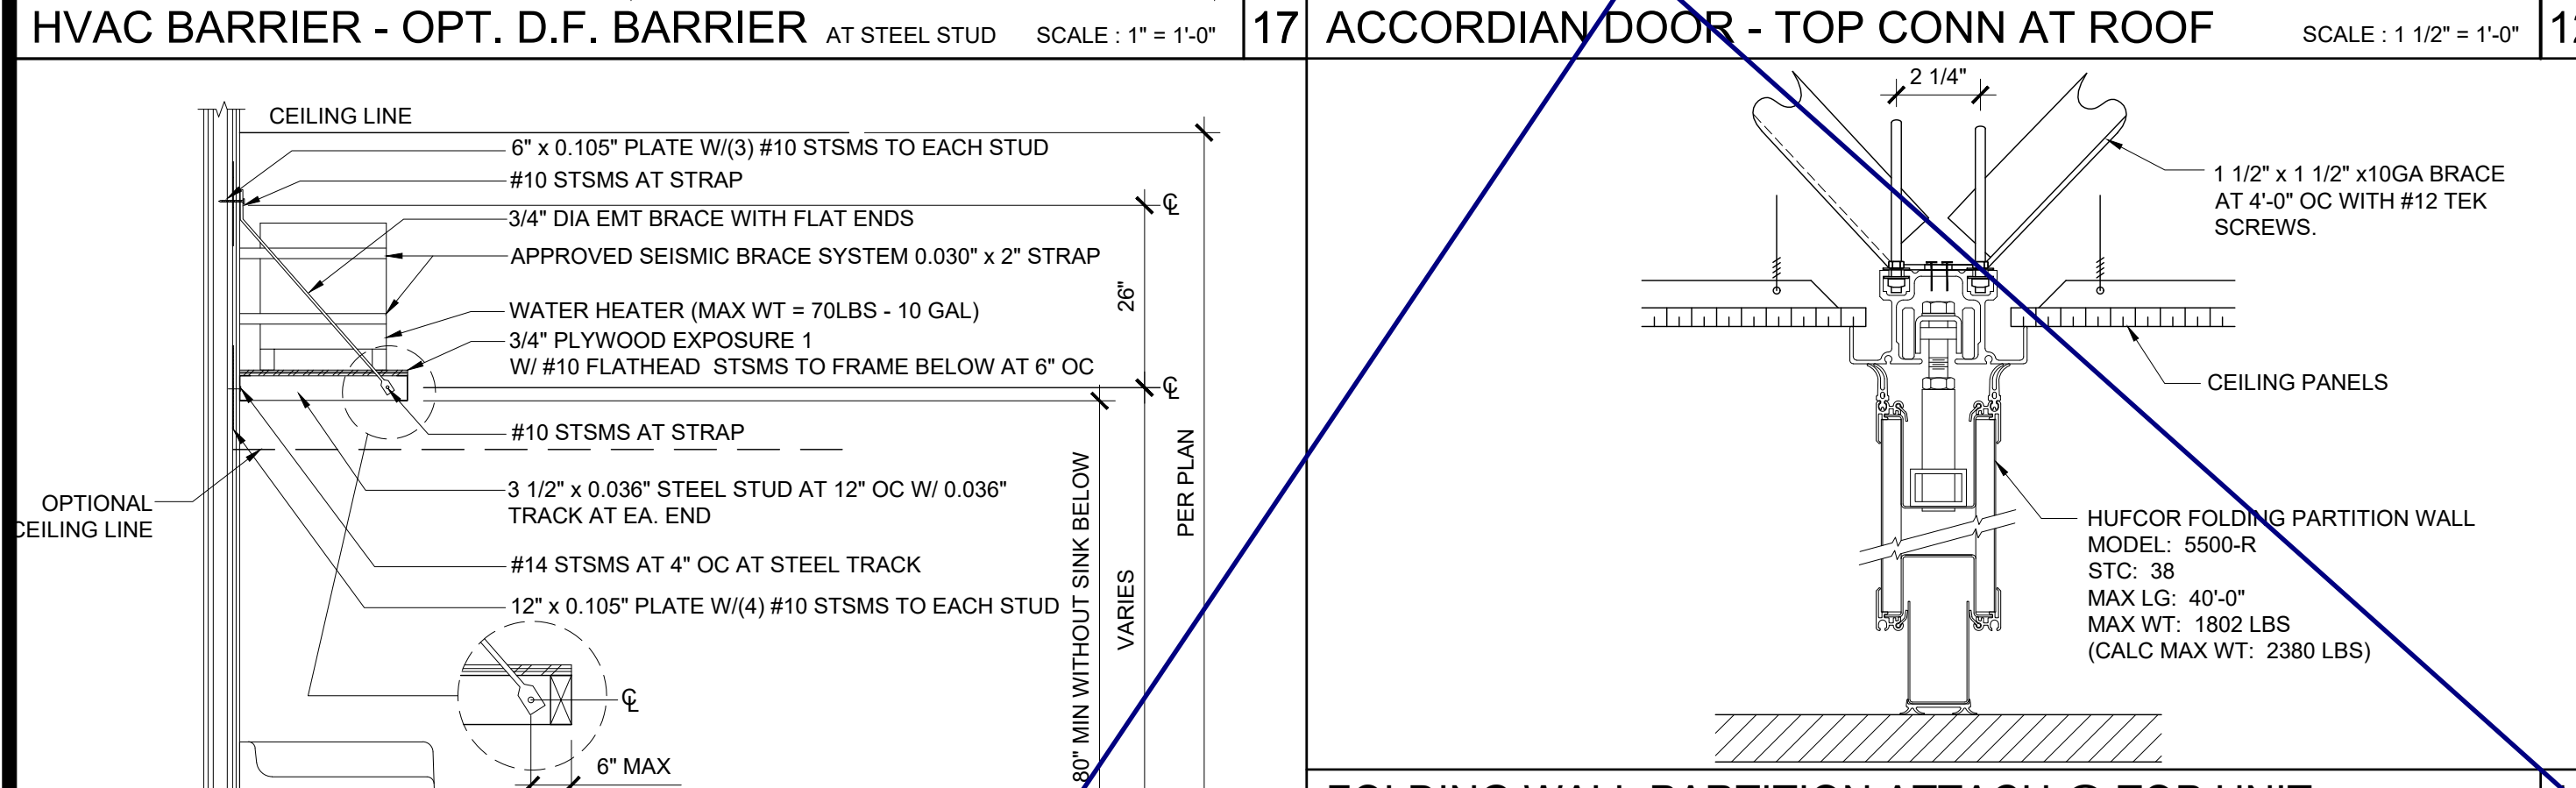 HVAC BARRIER - OPT. D.F. BARRIER AT STEEL STUD SCALE : 1" = 1'-0" 17
ACCORDIAN DOOR - TOP CONN AT ROOF SCALE : 1 1/2" = 1'-0"
CEILING LINE
6" x 0.105" PLATE W/(3) #10 STSMS TO EACH STUD
#10 STSMS AT STRAP
℄
3/4" DIA EMT BRACE WITH FLAT ENDS
APPROVED SEISMIC BRACE SYSTEM 0.030" x 2" STRAP
26"
WATER HEATER (MAX WT = 70LBS - 10 GAL)
3/4" PLYWOOD EXPOSURE 1
W/ #10 FLATHEAD STSMS TO FRAME BELOW AT 6" OC
℄
#10 STSMS AT STRAP
OPTIONAL
CEILING LINE
3 1/2" x 0.036" STEEL STUD AT 12" OC W/ 0.036"
TRACK AT EA. END
#14 STSMS AT 4" OC AT STEEL TRACK
12" x 0.105" PLATE W/(4) #10 STSMS TO EACH STUD
80" MIN WITHOUT SINK BELOW
VARIES
PER PLAN
℄
6" MAX
2 1/4"
1 1/2" x 1 1/2" x10GA BRACE
AT 4'-0" OC WITH #12 TEK
SCREWS.
CEILING PANELS
HUFCOR FOLDING PARTITION WALL
MODEL: 5500-R
STC: 38
MAX LG: 40'-0"
MAX WT: 1802 LBS
(CALC MAX WT: 2380 LBS)
FOLDING WALL PARTITION ATTACH @ TOP UNIT